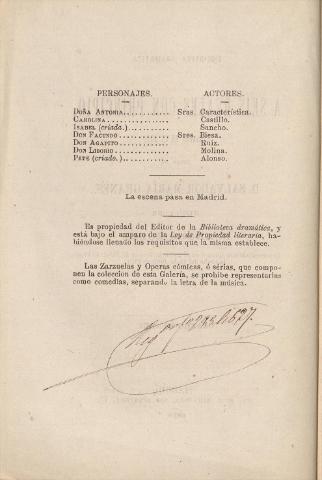 PERSONAJES. ACTORES.
DOÑA ANTONIA............ Sras. Característica.
CAROLINA............ Castillo.
ISABEL (criada.)............ Sancho.
DON FACUNDO............ Sres. Biesa.
DON AGAPITO............ Ruiz.
DON LIBORIO............ Molina.
PEPE (criado.)............ Alonso.
La escena pasa en Madrid.
Es propiedad del Editor de la Biblioteca dramática, y
está bajo el amparo de la Ley de Propiedad literaria, ha-
biéndose llenado los requisitos que la misma establece.
Las Zarzuelas y Operas cómicas, ó sérias, que compo-
nen la coleccion de esta Galería, se prohibe representarlas
como comedias, separando la letra de la música.